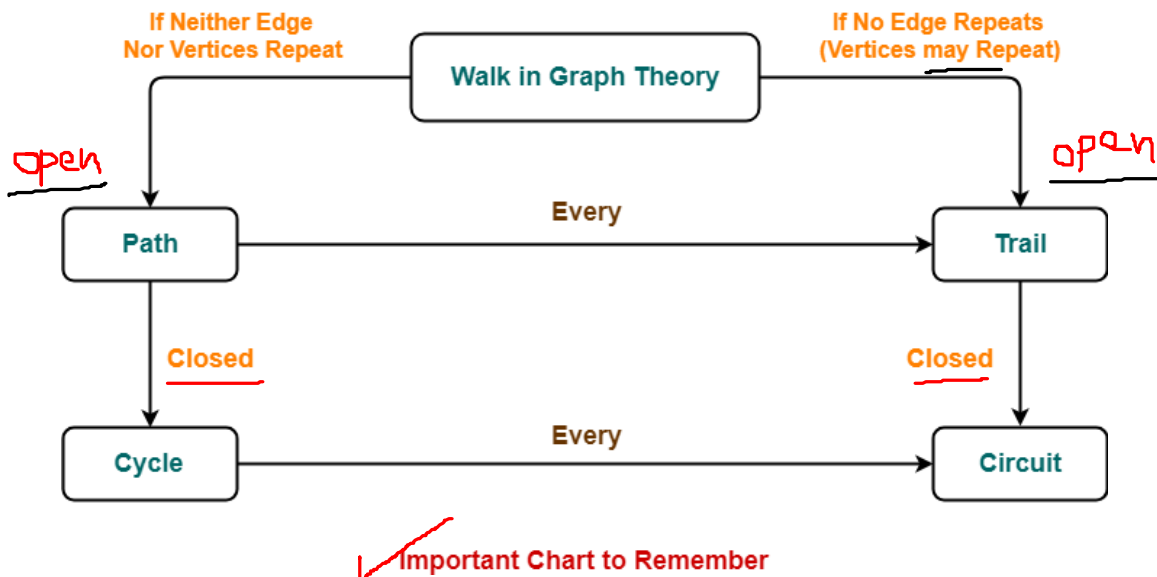 If Neither Edge
Nor Vertices Repeat
Walk in Graph Theory
If No Edge Repeats
(Vertices may Repeat)
open
opan
Path
Every
Trail
Closed
Closed
Cycle
Every
Circuit
Important Chart to Remember